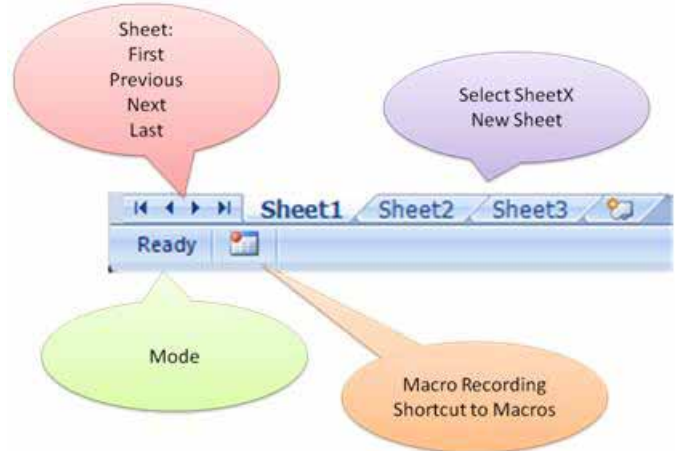 Sheet:
First
Previous
Next
Last
Select SheetX
New Sheet
Sheet1 Sheet2 Sheet3
Ready
Mode
Macro Recording
Shortcut to Macros